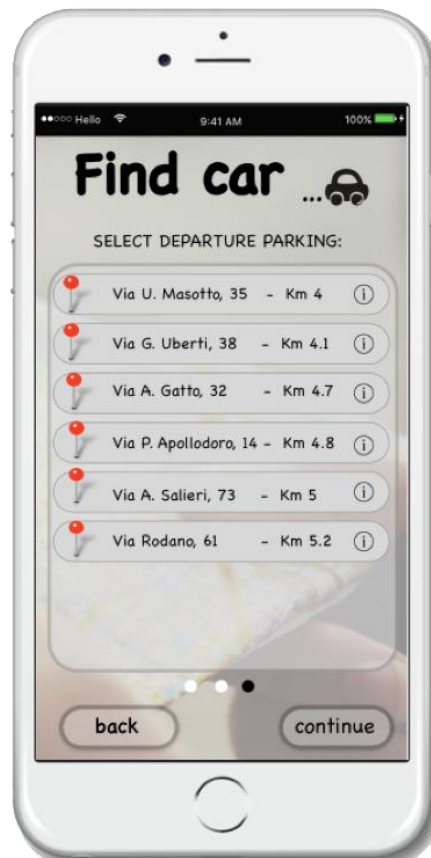 Hello 9:41 AM 100%
Find car ...
SELECT DEPARTURE PARKING:
Via U. Masotto, 35 - Km 4 i
Via G. Uberti, 38 - Km 4.1 i
Via A. Gatto, 32 - Km 4.7 i
Via P. Apollodoro, 14 - Km 4.8 i
Via A. Salieri, 73 - Km 5 i
Via Rodano, 61 - Km 5.2 i
back continue